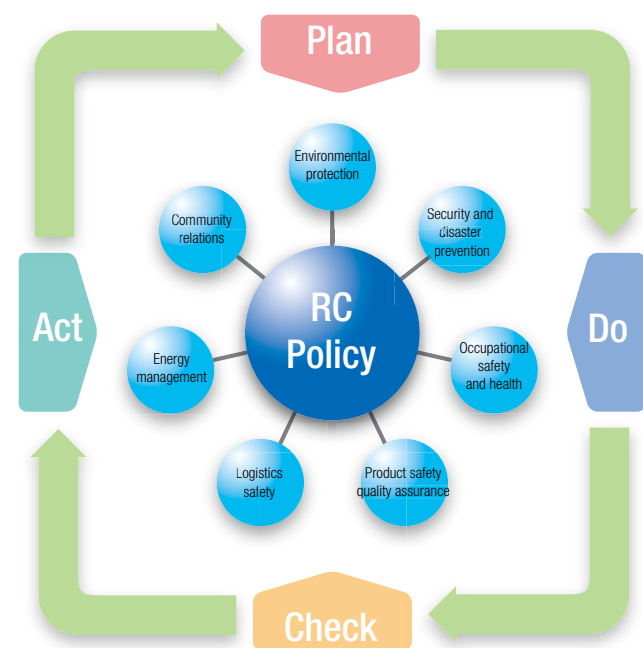 Plan
Environmental
protection
Community
relations
Security and
disaster
prevention
Act
RC
Policy
Do
Energy
management
Occupational
safety
and health
Logistics
safety
Product safety
quality assurance
Check